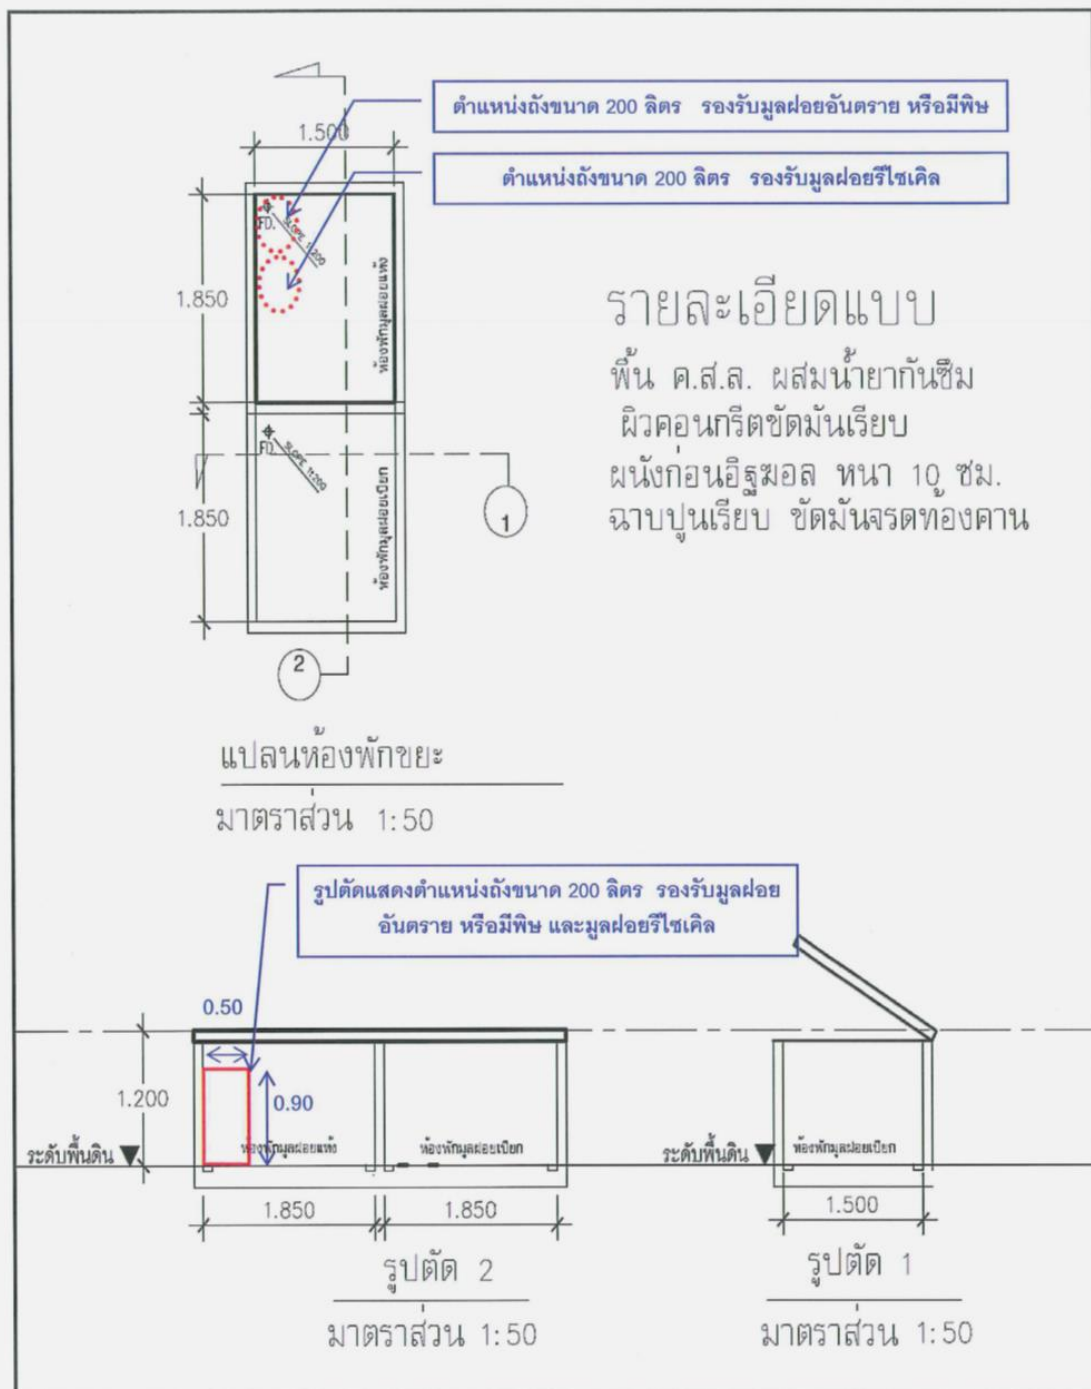 ตำแหน่งถังขนาด 200 ลิตร รองรับมูลฝอยอันตราย หรือมีพิษ
1.500
ตำแหน่งถังขนาด 200 ลิตร รองรับมูลฝอยรีไซเคิล
FD.
SLOPE 1:200
1.850
ห้องพักมูลฝอยแห้ง
รายละเอียดแบบ
พื้น ค.ส.ล. ผสมน้ำยากันซึม
ผิวคอนกรีตขัดมันเรียบ
ผนังก่อนอิฐฆอล หนา 10 ซม.
ฉาบปูนเรียบ ขัดมันจรดท้องคาน
FD.
SLOPE 1:200
1.850
ห้องพักมูลฝอยเปียก
1
2
แปลนห้องพักขยะ
มาตราส่วน 1:50
รูปตัดแสดงตำแหน่งถังขนาด 200 ลิตร รองรับมูลฝอย
อันตราย หรือมีพิษ และมูลฝอยรีไซเคิล
0.50
1.200
0.90
ระดับพื้นดิน
ห้องพักมูลฝอยแห้ง
ห้องพักมูลฝอยเปียก
ระดับพื้นดิน
ห้องพักมูลฝอยเปียก
1.850
1.850
1.500
รูปตัด 2
มาตราส่วน 1:50
รูปตัด 1
มาตราส่วน 1:50